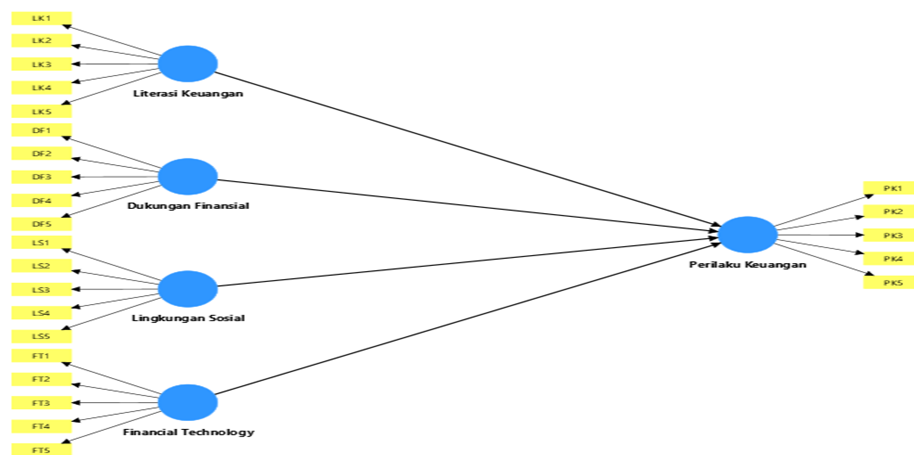 LK1
LK2
LK3
LK4
LK5
Literasi Keuangan
DF1
DF2
DF3
DF4
DF5
Dukungan Finansial
LS1
LS2
LS3
LS4
LS5
Lingkungan Sosial
FT1
FT2
FT3
FT4
FT5
Financial Technology
PK1
PK2
PK3
PK4
PK5
Perilaku Keuangan